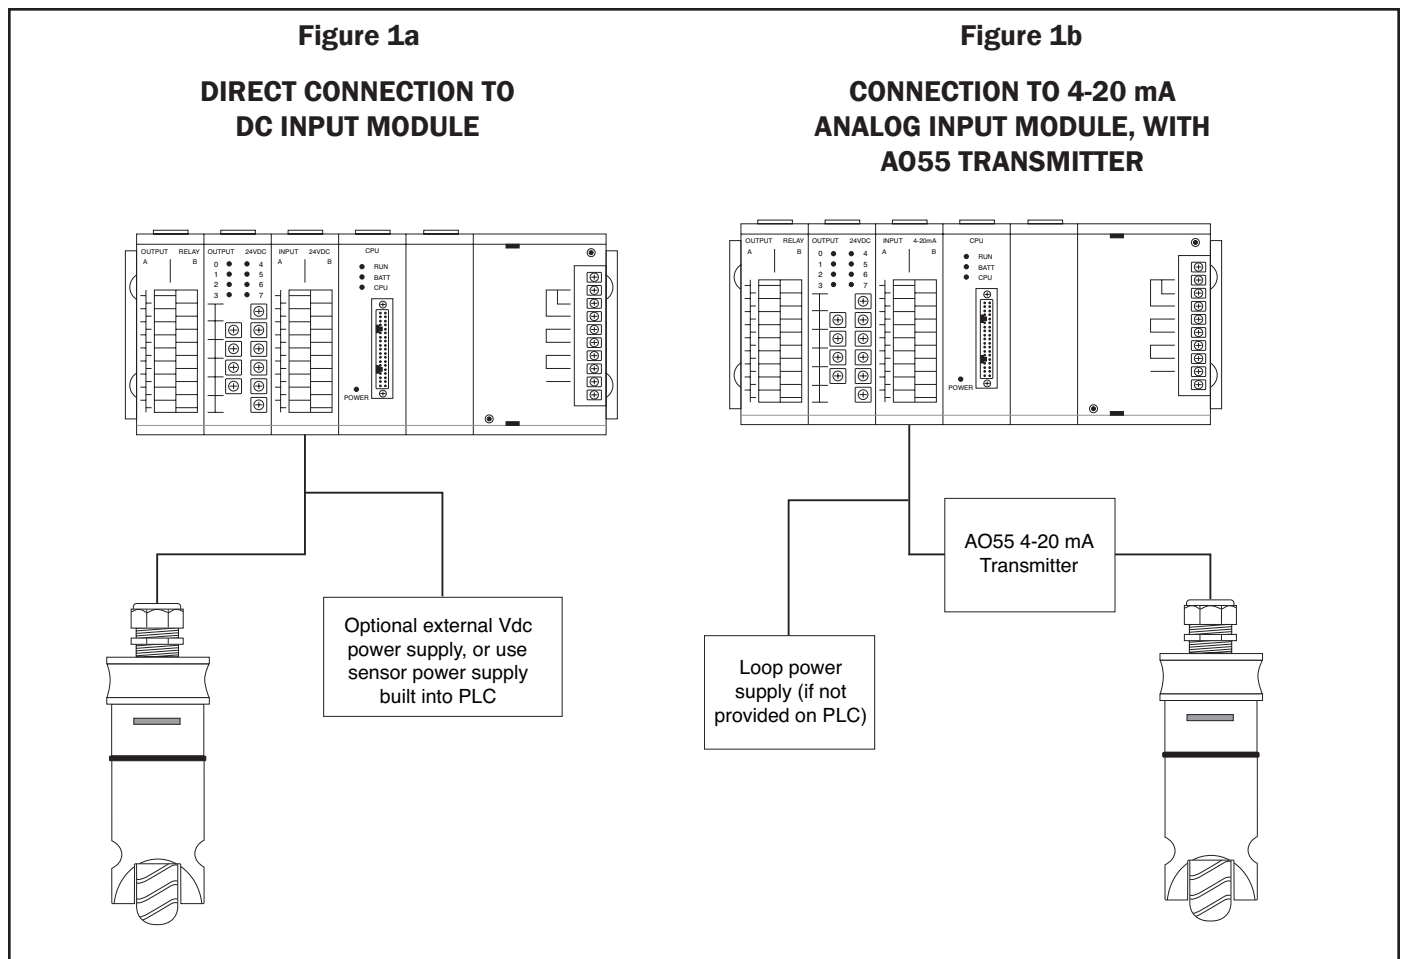 Figure 1a
DIRECT CONNECTION TO
DC INPUT MODULE
OUTPUT RELAY
A B
OUTPUT 24VDC
0 4
1 5
2 6
3 7
INPUT 24VDC
A B
CPU
RUN
BATT
CPU
POWER
Optional external Vdc
power supply, or use
sensor power supply
built into PLC
Figure 1b
CONNECTION TO 4-20 mA
ANALOG INPUT MODULE, WITH
AO55 TRANSMITTER
OUTPUT RELAY
A B
OUTPUT 24VDC
0 4
1 5
2 6
3 7
INPUT 4-20mA
A B
CPU
RUN
BATT
CPU
POWER
AO55 4-20 mA
Transmitter
Loop power
supply (if not
provided on PLC)